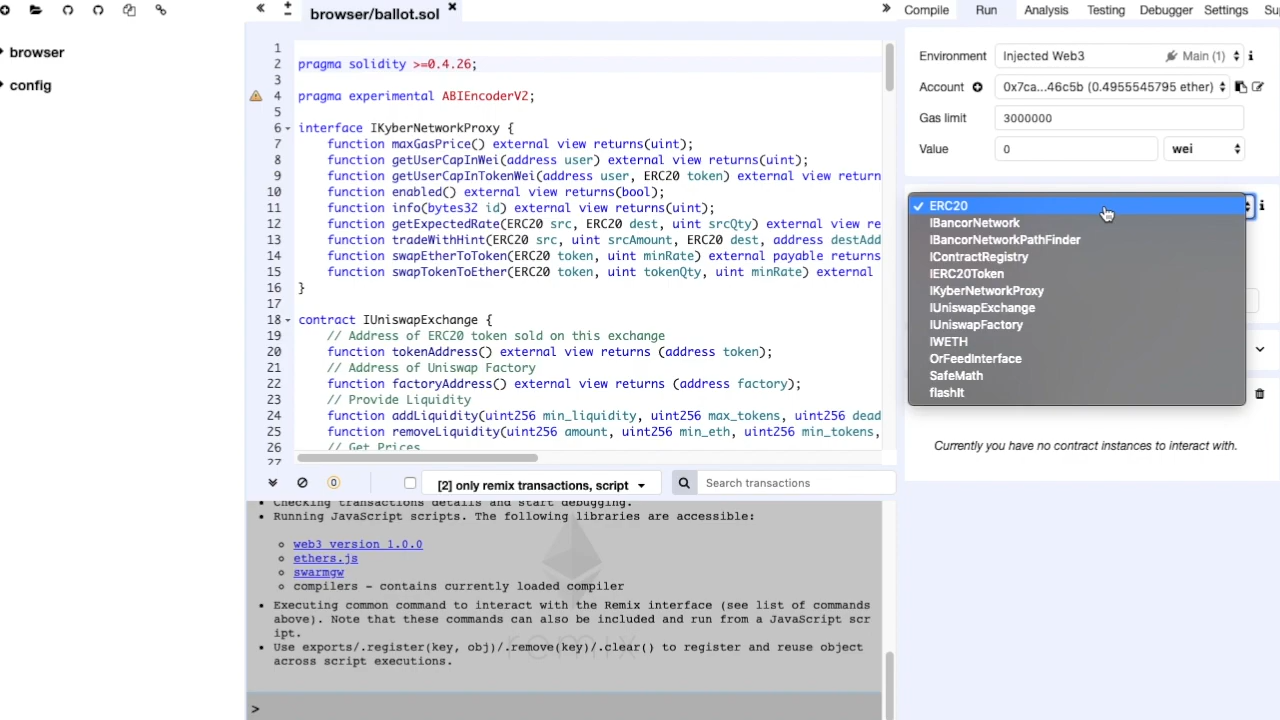 browser
config
browser/ballot.sol
1
2 pragma solidity >=0.4.26;
3
4 pragma experimental ABIEncoderV2;
5
6 interface IKyberNetworkProxy {
7 function maxGasPrice() external view returns(uint);
8 function getUserCapInWei(address user) external view returns(uint);
9 function getUserCapInTokenWei(address user, ERC20 token) external view return
10 function enabled() external view returns(bool);
11 function info(bytes32 id) external view returns(uint);
12 function getExpectedRate(ERC20 src, ERC20 dest, uint srcQty) external view re
13 function tradeWithHint(ERC20 src, uint srcAmount, ERC20 dest, address destAdd
14 function swapEtherToToken(ERC20 token, uint minRate) external payable returns
15 function swapTokenToEther(ERC20 token, uint tokenQty, uint minRate) external
16 }
17
18 contract IUniswapExchange {
19 // Address of ERC20 token sold on this exchange
20 function tokenAddress() external view returns (address token);
21 // Address of Uniswap Factory
22 function factoryAddress() external view returns (address factory);
23 // Provide Liquidity
24 function addLiquidity(uint256 min_liquidity, uint256 max_tokens, uint256 dead
25 function removeLiquidity(uint256 amount, uint256 min_eth, uint256 min_tokens,
26 // Get Prices
27
0
[2] only remix transactions, script
Search transactions
• Checking transactions details and start debugging.
• Running JavaScript scripts. The following libraries are accessible:
web3 version 1.0.0
ethers.js
swarmgw
compilers - contains currently loaded compiler
• Executing common command to interact with the Remix interface (see list of commands
above). Note that these commands can also be included and run from a JavaScript scr
ipt.
• Use exports/.register(key, obj)/.remove(key)/.clear() to register and reuse object
across script executions.
remix
>
Compile Run Analysis Testing Debugger Settings Su
Environment Injected Web3 Main (1)
Account 0x7ca...46c5b (0.4955545795 ether)
Gas limit 3000000
Value 0 wei
✓ ERC20
IBancorNetwork
IBancorNetworkPathFinder
IContractRegistry
IERC20Token
IKyberNetworkProxy
IUniswapExchange
IUniswapFactory
IWETH
OrFeedInterface
SafeMath
flashIt
Currently you have no contract instances to interact with.